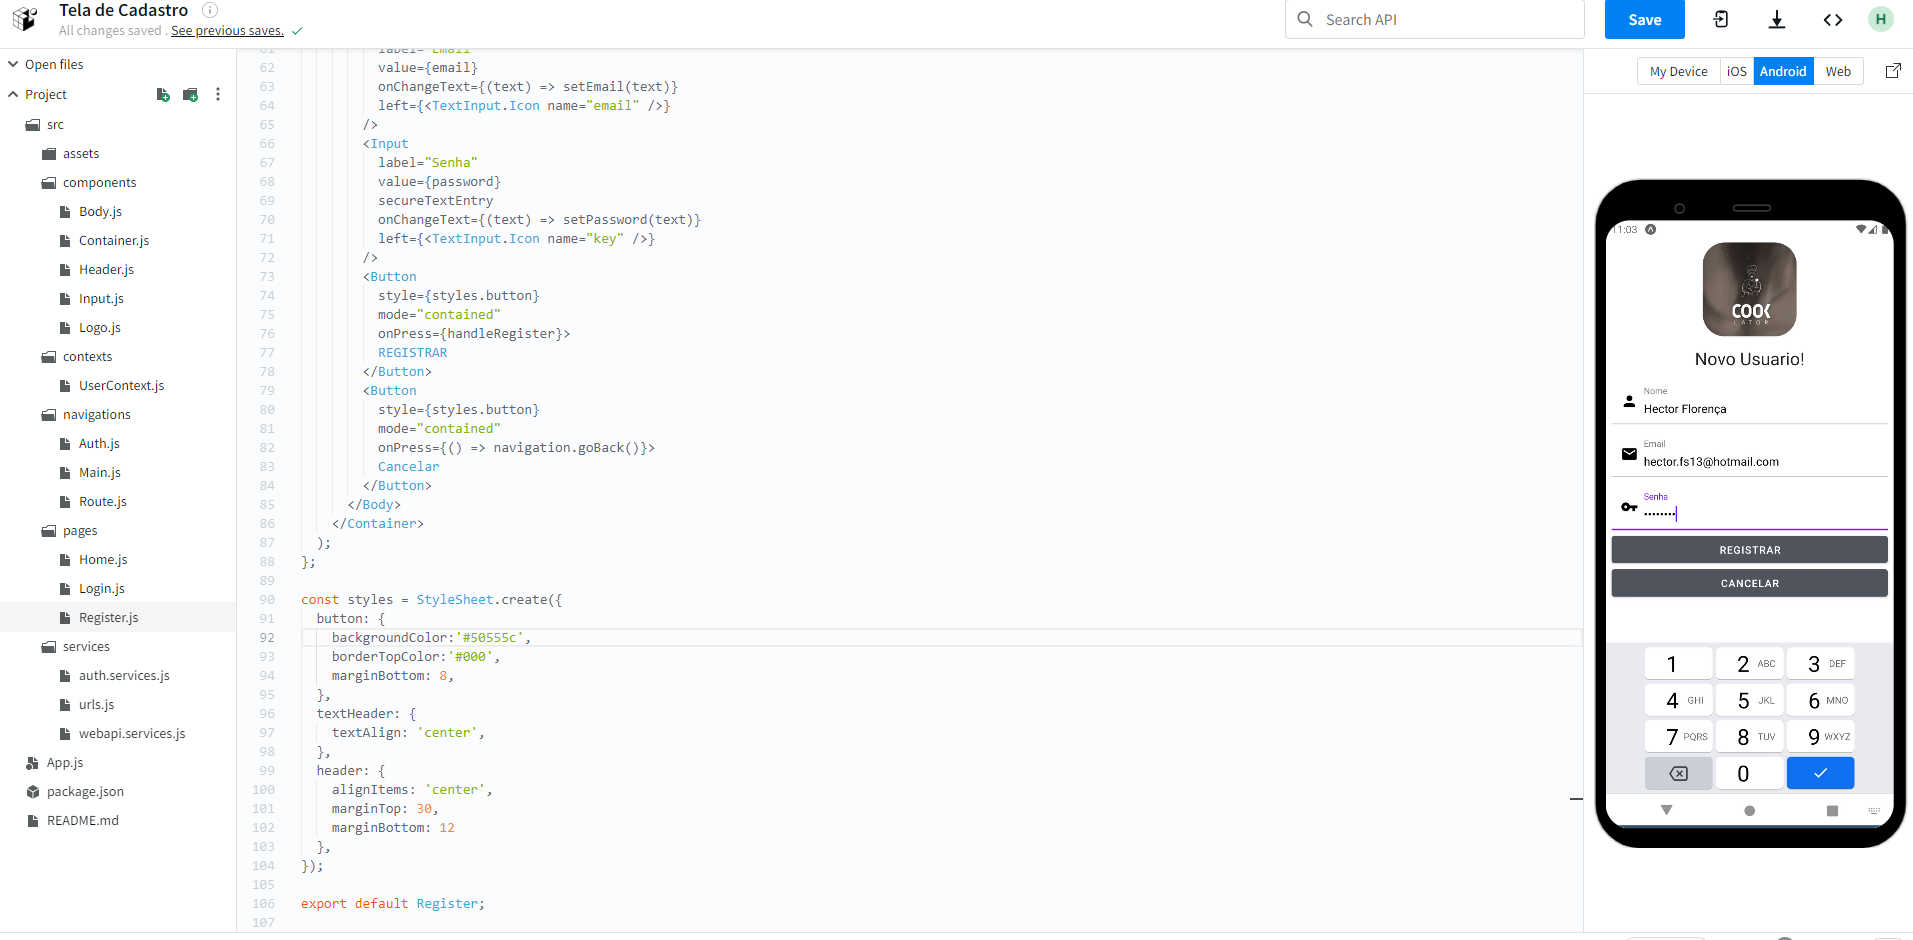 Tela de Cadastro
All changes saved . See previous saves.
Search API
Save
H
Open files
Project
src
assets
components
Body.js
Container.js
Header.js
Input.js
Logo.js
contexts
UserContext.js
navigations
Auth.js
Main.js
Route.js
pages
Home.js
Login.js
Register.js
services
auth.services.js
urls.js
webapi.services.js
App.js
package.json
README.md
61 label="Email"
62 value={email}
63 onChangeText={(text) => setEmail(text)}
64 left={<TextInput.Icon name="email" />}
65 />
66 <Input
67 label="Senha"
68 value={password}
69 secureTextEntry
70 onChangeText={(text) => setPassword(text)}
71 left={<TextInput.Icon name="key" />}
72 />
73 <Button
74 style={styles.button}
75 mode="contained"
76 onPress={handleRegister}>
77 REGISTRAR
78 </Button>
79 <Button
80 style={styles.button}
81 mode="contained"
82 onPress={() => navigation.goBack()}>
83 Cancelar
84 </Button>
85 </Body>
86 </Container>
87 );
88 };
89
90 const styles = StyleSheet.create({
91 button: {
92 backgroundColor:'#50555c',
93 borderTopColor:'#000',
94 marginBottom: 8,
95 },
96 textHeader: {
97 textAlign: 'center',
98 },
99 header: {
100 alignItems: 'center',
101 marginTop: 30,
102 marginBottom: 12
103 },
104 });
105
106 export default Register;
107
My Device iOS Android Web
11:03
COOK
LATOR
Novo Usuario!
Nome
Hector Florença
Email
hector.fs13@hotmail.com
Senha
••••••••
REGISTRAR
CANCELAR
1 2 ABC 3 DEF
4 GHI 5 JKL 6 MNO
7 PQRS 8 TUV 9 WXYZ
0